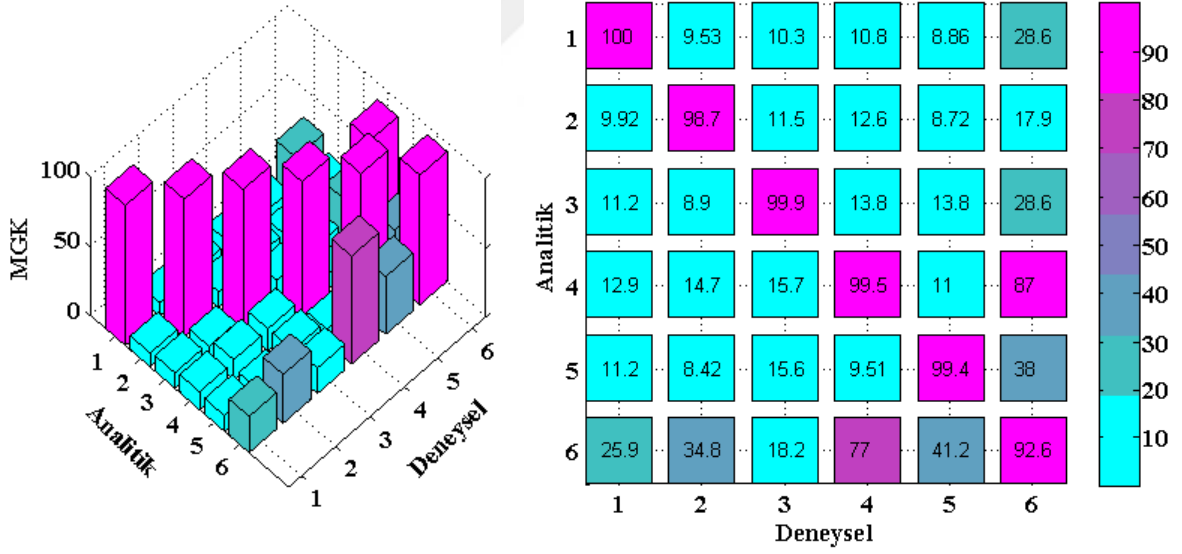 MGK
100
50
0
1
2
3
4
5
6
Analitik
1
2
3
4
5
6
Deneysel
Analitik
1 100 9.53 10.3 10.8 8.86 28.6
2 9.92 98.7 11.5 12.6 8.72 17.9
3 11.2 8.9 99.9 13.8 13.8 28.6
4 12.9 14.7 15.7 99.5 11 87
5 11.2 8.42 15.6 9.51 99.4 38
6 25.9 34.8 18.2 77 41.2 92.6
1 2 3 4 5 6
Deneysel
90
80
70
60
50
40
30
20
10